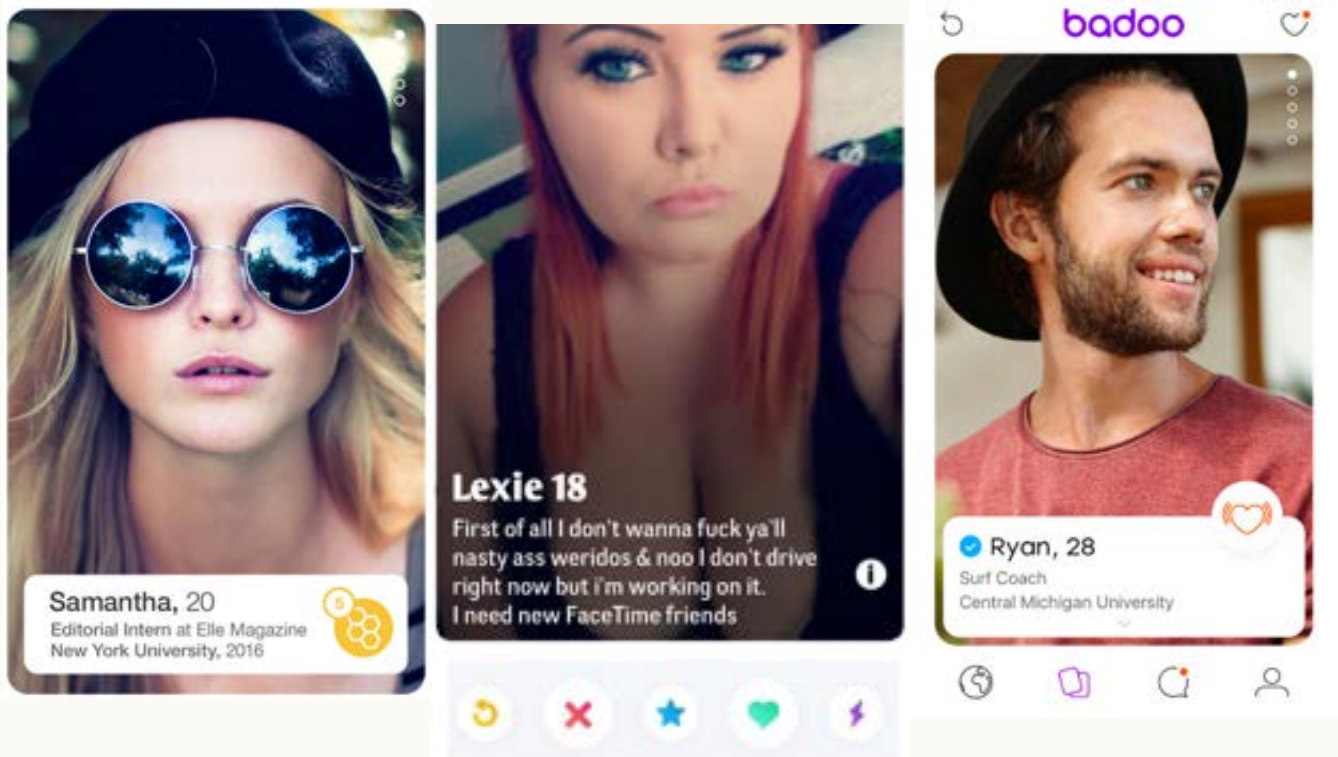 Samantha, 20
Editorial Intern at Elle Magazine
New York University, 2016
5
Lexie 18
First of all I don't wanna fuck ya'll
nasty ass weridos & noo I don't drive
right now but i'm working on it.
I need new FaceTime friends
i
badoo
Ryan, 28
Surf Coach
Central Michigan University